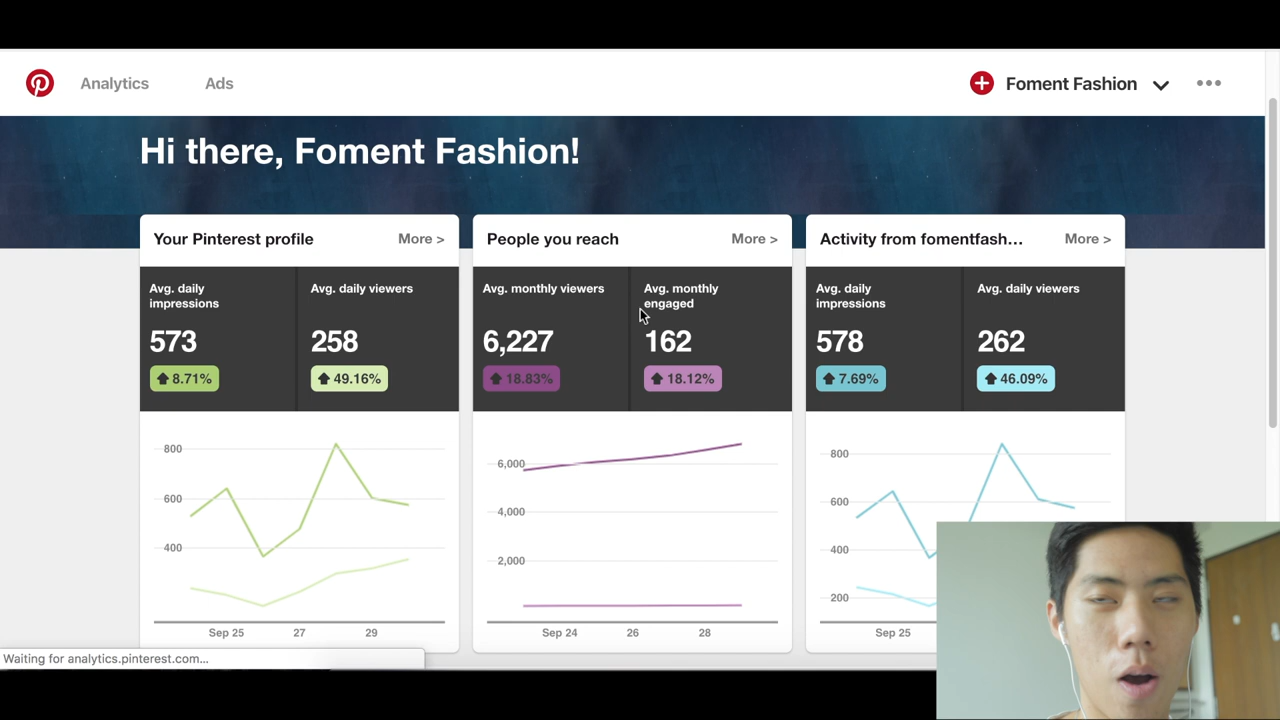 Analytics
Ads
Foment Fashion
Hi there, Foment Fashion!
Your Pinterest profile
More >
Avg. daily
impressions
573
8.71%
Avg. daily viewers
258
49.16%
800
600
400
Sep 25
27
29
People you reach
More >
Avg. monthly viewers
6,227
18.83%
Avg. monthly
engaged
162
18.12%
6,000
4,000
2,000
Sep 24
26
28
Activity from fomentfash...
More >
Avg. daily
impressions
578
7.69%
Avg. daily viewers
262
46.09%
800
600
400
200
Sep 25
Waiting for analytics.pinterest.com...